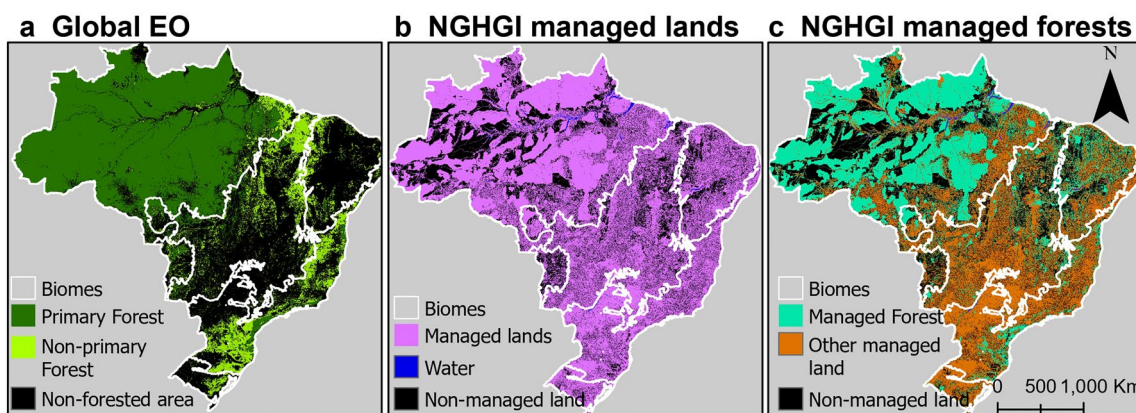 a Global EO
Biomes
Primary Forest
Non-primary
Forest
Non-forested area
b NGHGI managed lands
Biomes
Managed lands
Water
Non-managed land
c NGHGI managed forests
N
Biomes
Managed Forest
Other managed
land
Non-managed land
0 500 1,000 Km